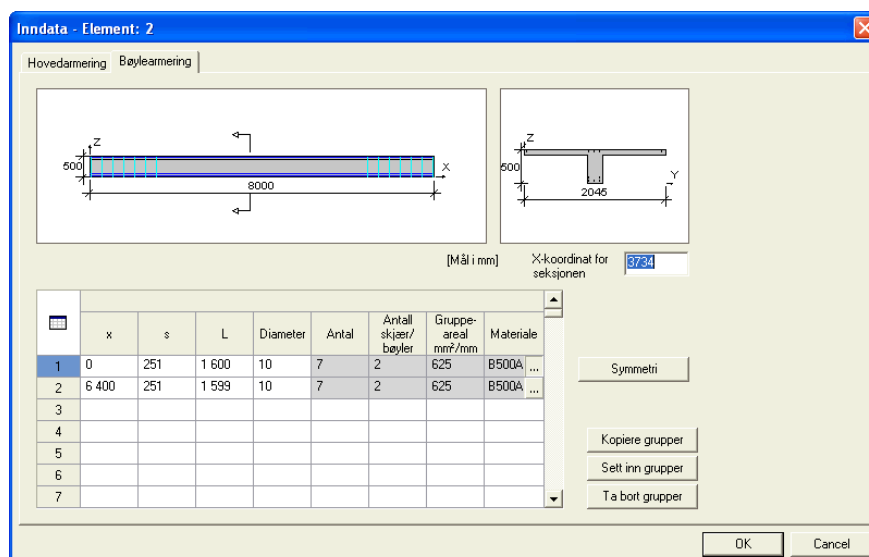 Inndata - Element: 2
Hovedarmering Bøylearmering
Z
500
X
8000
Z
500
Y
2045
[Mål i mm]
X-koordinat for seksjonen 3734
x s L Diameter Antal Antall skjær/bøyler Gruppe-areal mm²/mm Materiale
1 0 251 1 600 10 7 2 625 B500A ...
2 6 400 251 1 599 10 7 2 625 B500A ...
3
4
5
6
7
Symmetri
Kopiere grupper
Sett inn grupper
Ta bort grupper
OK Cancel